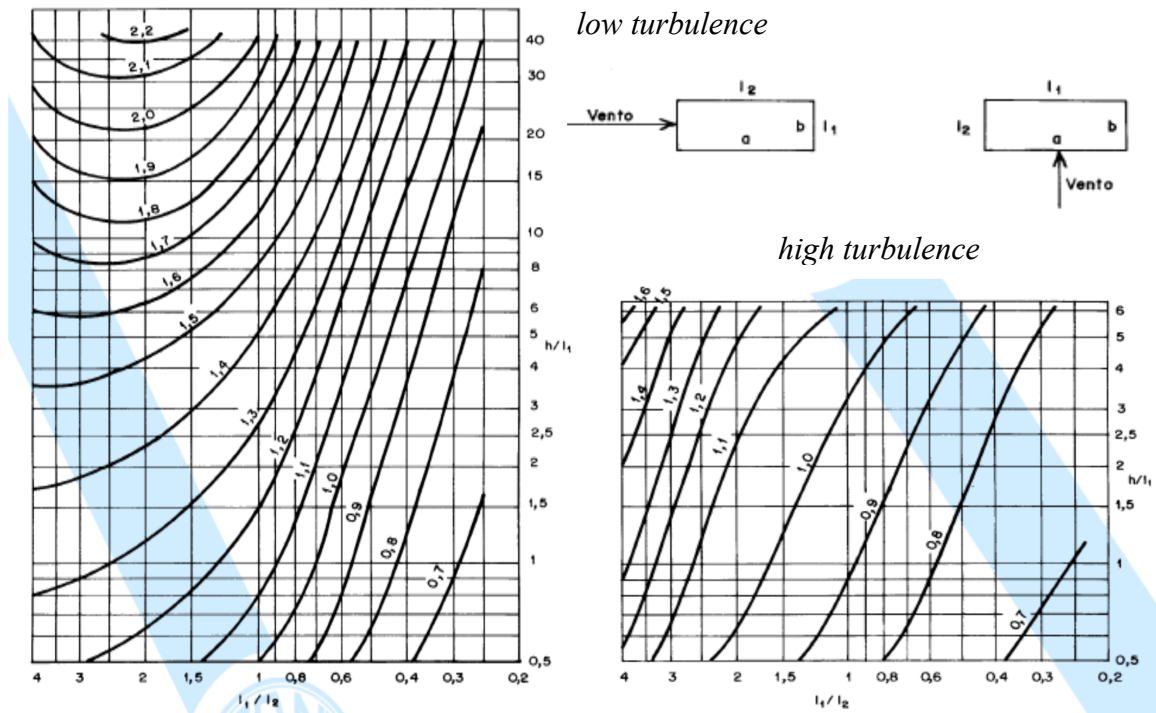 low turbulence
2,2
2,1
2,0
1,9
1,8
1,7
1,6
1,5
1,4
1,3
1,2
1,1
1,0
0,9
0,8
0,7
40
30
20
15
10
8
6
5
h/l₁
4
3
2,5
2
1,5
1
0,5
4 3 2 1,5 1 0,8 0,6 0,4 0,3 0,2
l₁/l₂
l₂
Vento
b
l₁
a
l₁
l₂
b
a
Vento
high turbulence
1,6
1,5
1,4
1,3
1,2
1,1
1,0
0,9
0,8
0,7
6
5
4
3
2,5
2
h/l₁
1,5
1
0,5
4 3 2 1,5 1 0,8 0,6 0,4 0,3 0,2
l₁/l₂